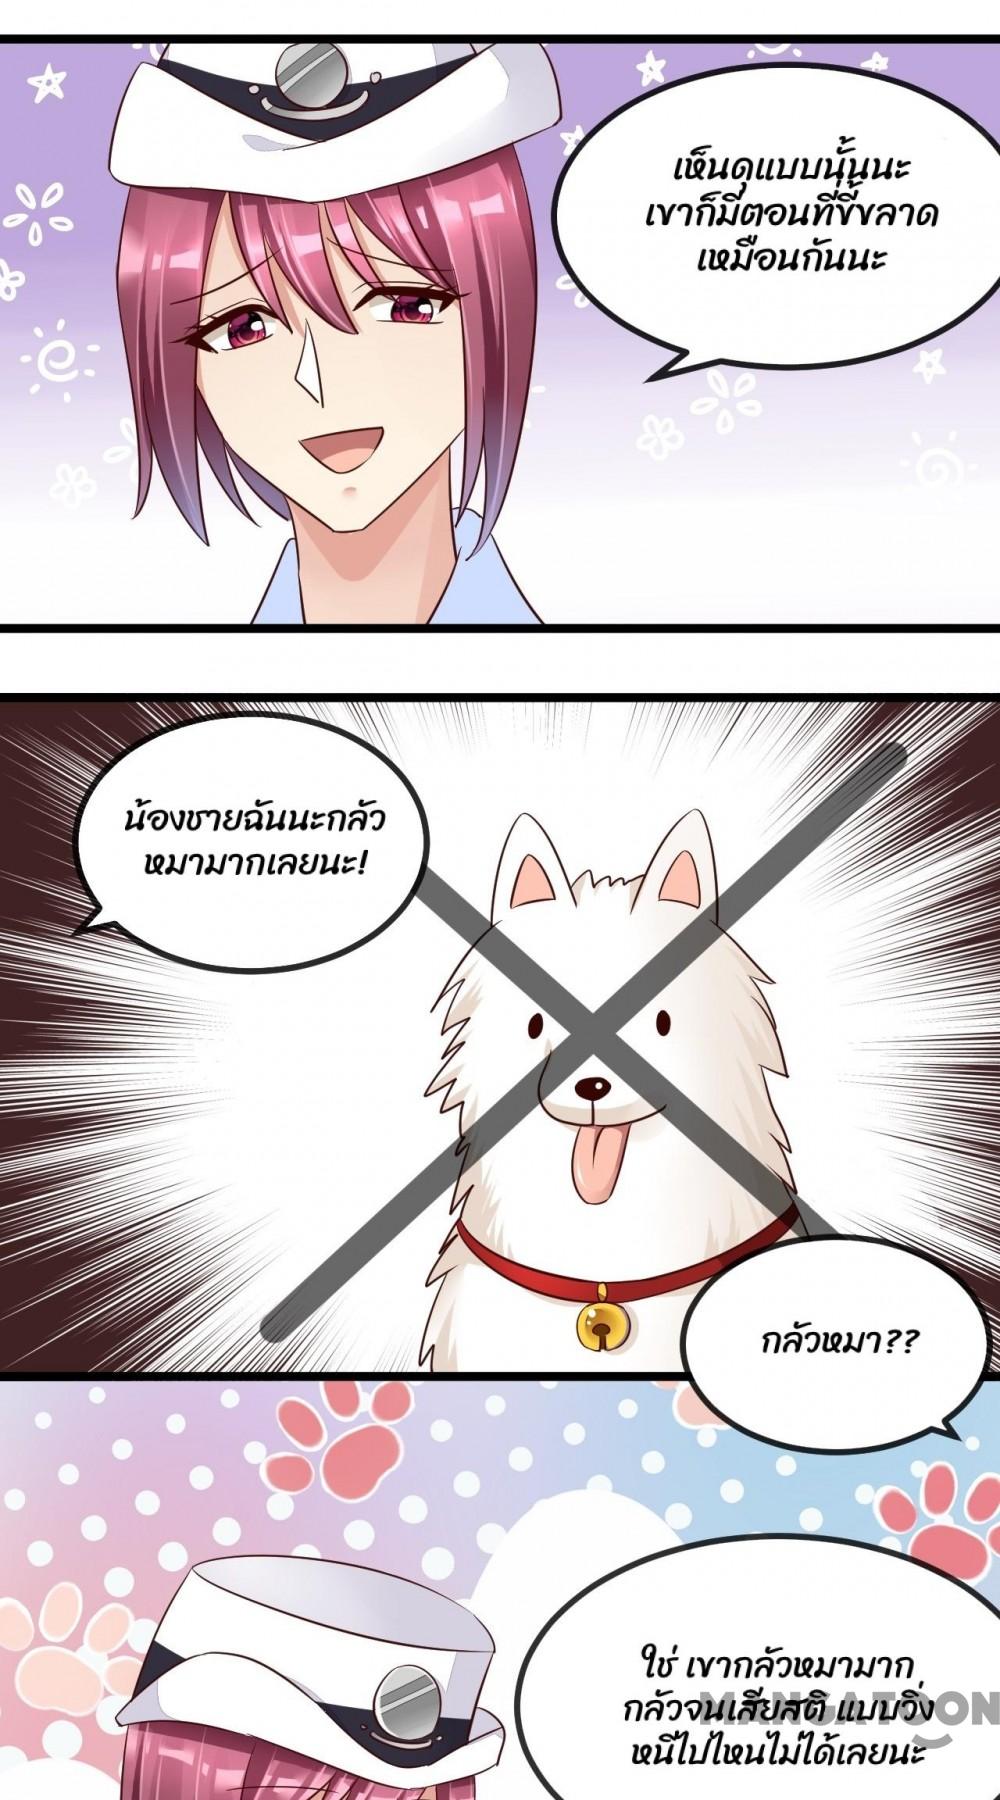 เห็นดุแบบนั้นนะ
เขาก็มีตอนที่ขี้ขลาด
เหมือนกันนะ
น้องชายฉันนะกลัว
หมามากเลยนะ!
กลัวหมา??
ใช่ เขากลัวหมามาก
กลัวจนเสียสติ แบบวิ่ง
หนีไปไหนไม่ได้เลยนะ
MANGATOON